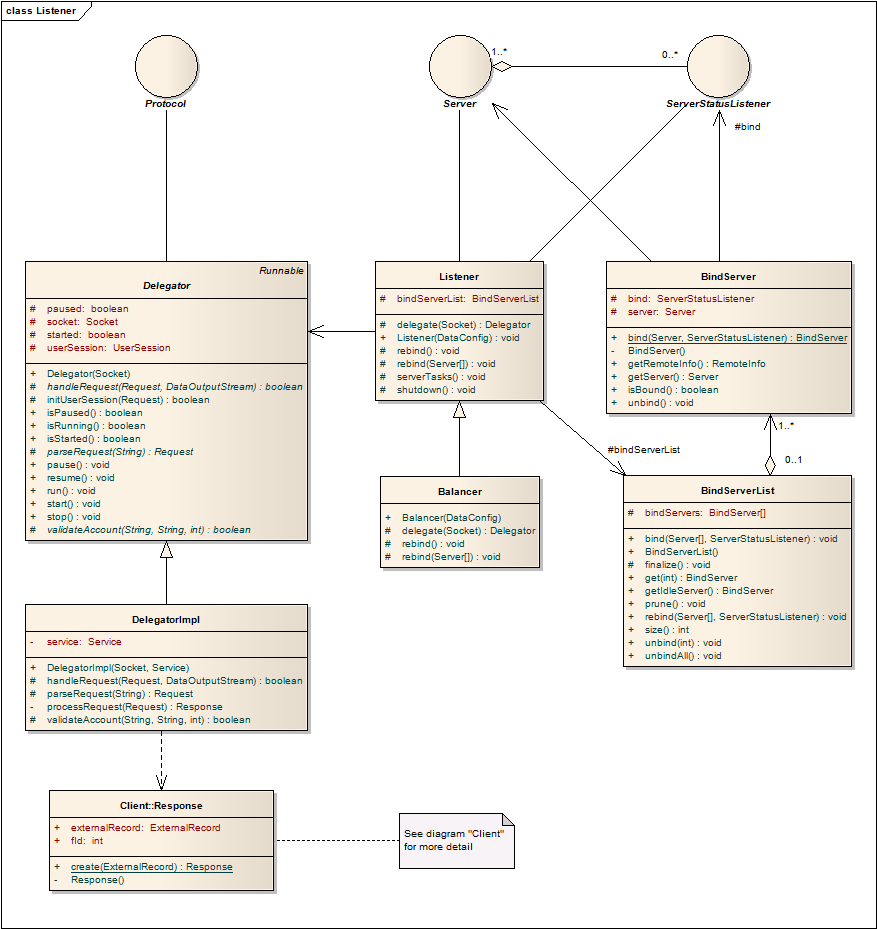 class Listener
1..*
0..*
Protocol
Server
ServerStatusListener
#bind
Runnable
Delegator
# paused: boolean
# socket: Socket
# started: boolean
# userSession: UserSession
+ Delegator(Socket)
# handleRequest(Request, DataOutputStream) : boolean
# initUserSession(Request) : boolean
+ isPaused() : boolean
+ isRunning() : boolean
+ isStarted() : boolean
# parseRequest(String) : Request
+ pause() : void
+ resume() : void
+ run() : void
+ start() : void
+ stop() : void
# validateAccount(String, String, int) : boolean
Listener
# bindServerList: BindServerList
# delegate(Socket) : Delegator
+ Listener(DataConfig) : void
# rebind() : void
# rebind(Server[]) : void
# serverTasks() : void
# shutdown() : void
BindServer
# bind: ServerStatusListener
# server: Server
+ bind(Server, ServerStatusListener) : BindServer
- BindServer()
+ getRemoteInfo() : RemoteInfo
+ getServer() : Server
+ isBound() : boolean
+ unbind() : void
1..*
#bindServerList
0..1
Balancer
+ Balancer(DataConfig)
# delegate(Socket) : Delegator
# rebind() : void
# rebind(Server[]) : void
BindServerList
# bindServers: BindServer[]
+ bind(Server[], ServerStatusListener) : void
+ BindServerList()
# finalize() : void
+ get(int) : BindServer
+ getIdleServer() : BindServer
+ prune() : void
+ rebind(Server[], ServerStatusListener) : void
+ size() : int
+ unbind(int) : void
+ unbindAll() : void
DelegatorImpl
- service: Service
+ DelegatorImpl(Socket, Service)
# handleRequest(Request, DataOutputStream) : boolean
# parseRequest(String) : Request
- processRequest(Request) : Response
# validateAccount(String, String, int) : boolean
Client::Response
+ externalRecord: ExternalRecord
+ fId: int
+ create(ExternalRecord) : Response
- Response()
See diagram "Client"
for more detail